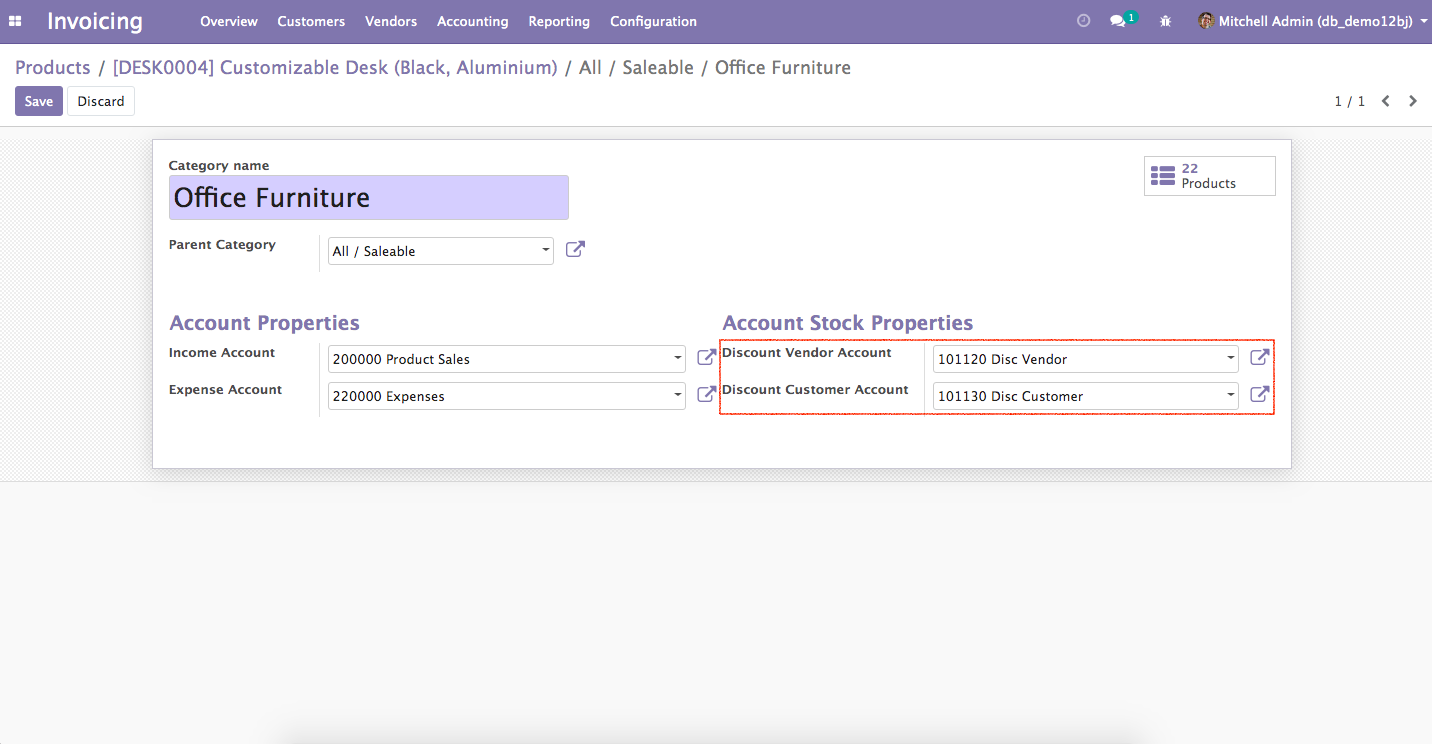 Invoicing Overview Customers Vendors Accounting Reporting Configuration 1 Mitchell Admin (db_demo12bj)
Products / [DESK0004] Customizable Desk (Black, Aluminium) / All / Saleable / Office Furniture
Save Discard 1 / 1
Category name
22
Products
Office Furniture
Parent Category All / Saleable
Account Properties Account Stock Properties
Income Account 200000 Product Sales Discount Vendor Account 101120 Disc Vendor
Expense Account 220000 Expenses Discount Customer Account 101130 Disc Customer